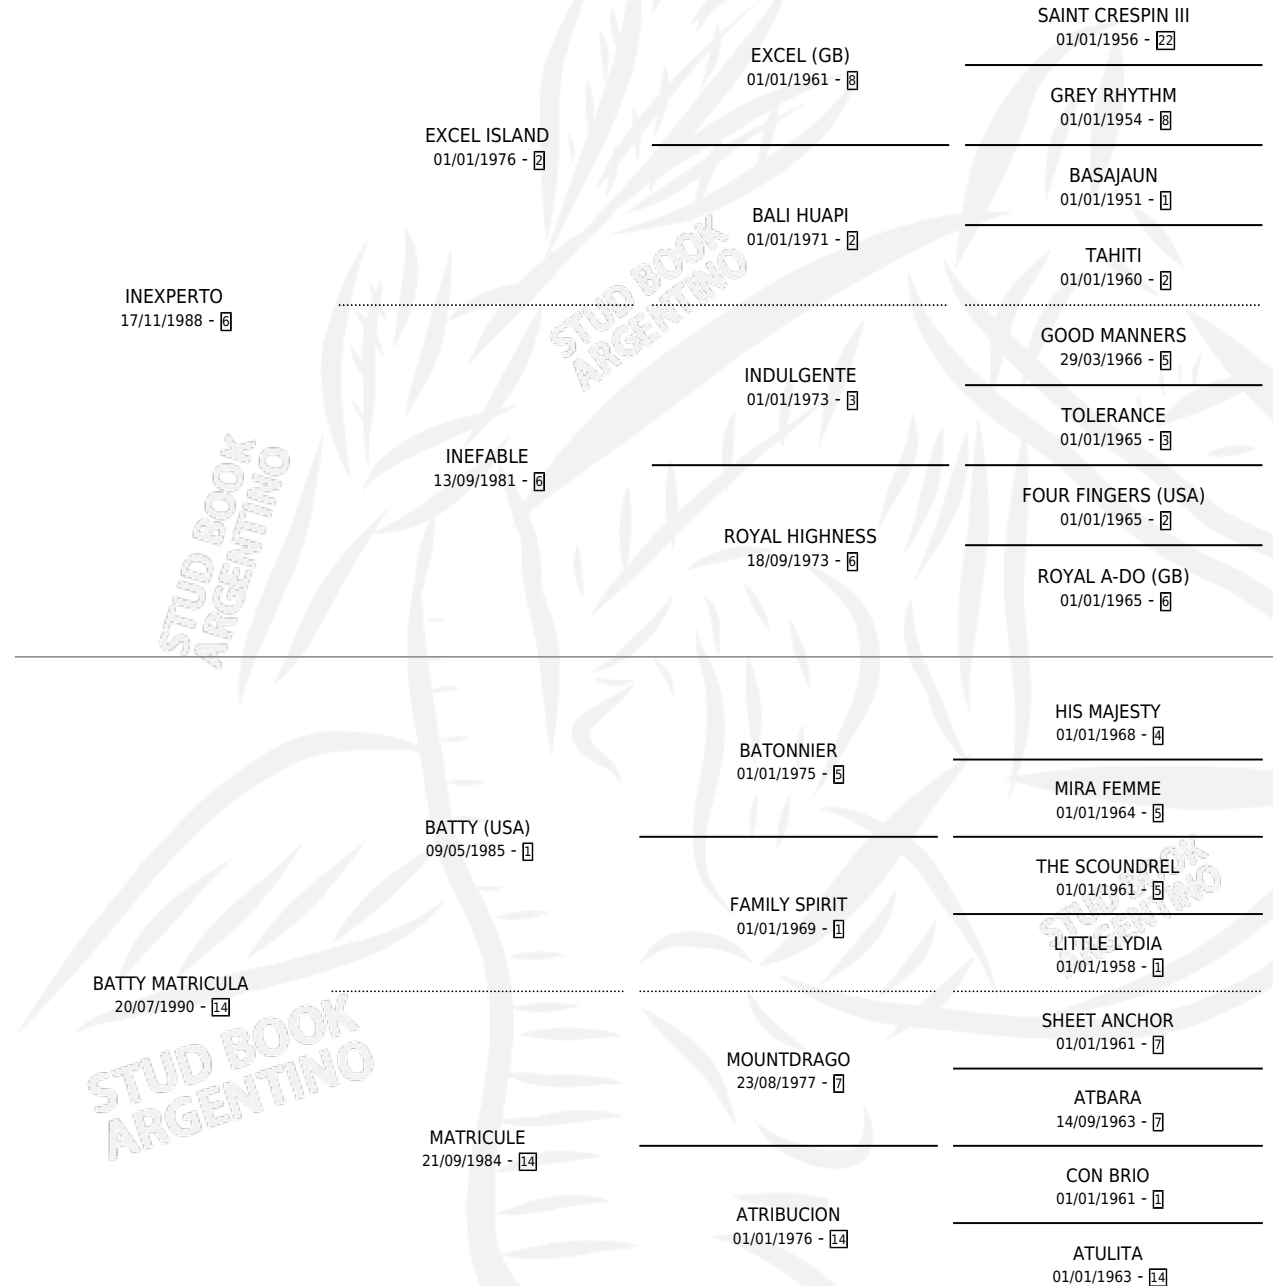 SAINT CRESPIN III
01/01/1956 - 22
EXCEL (GB)
01/01/1961 - 8
GREY RHYTHM
01/01/1954 - 8
EXCEL ISLAND
01/01/1976 - 2
BASAJAUN
01/01/1951 - 1
BALI HUAPI
01/01/1971 - 2
TAHITI
01/01/1960 - 2
INEXPERTO
17/11/1988 - 6
GOOD MANNERS
29/03/1966 - 5
INDULGENTE
01/01/1973 - 3
TOLERANCE
01/01/1965 - 3
INEFABLE
13/09/1981 - 6
FOUR FINGERS (USA)
01/01/1965 - 2
ROYAL HIGHNESS
18/09/1973 - 6
ROYAL A-DO (GB)
01/01/1965 - 6
HIS MAJESTY
01/01/1968 - 4
BATONNIER
01/01/1975 - 5
MIRA FEMME
01/01/1964 - 5
BATTY (USA)
09/05/1985 - 1
THE SCOUNDREL
01/01/1961 - 5
FAMILY SPIRIT
01/01/1969 - 1
LITTLE LYDIA
01/01/1958 - 1
BATTY MATRICULA
20/07/1990 - 14
SHEET ANCHOR
01/01/1961 - 7
MOUNTDRAGO
23/08/1977 - 7
ATBARA
14/09/1963 - 7
MATRICULE
21/09/1984 - 14
CON BRIO
01/01/1961 - 1
ATRIBUCION
01/01/1976 - 14
ATULITA
01/01/1963 - 14
STUD BOOK
ARGENTINO
STUD BOOK
ARGENTINO
STUD BOOK
ARGENTINO
STUD BOOK
ARGENTINO